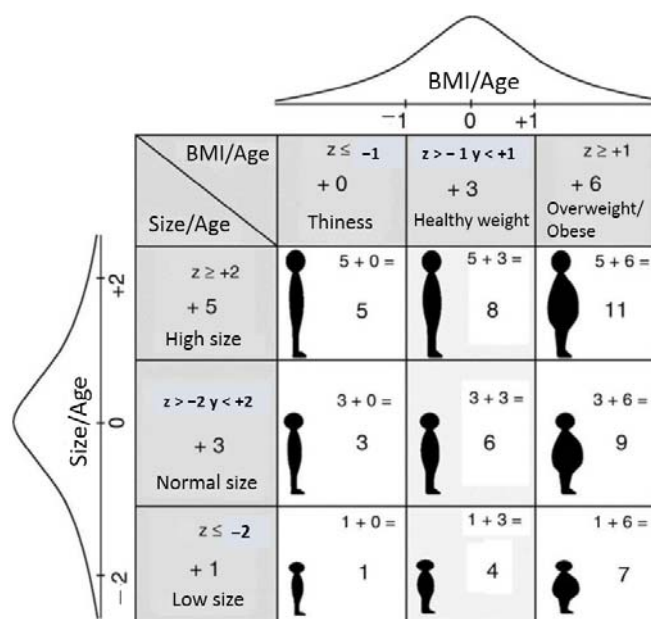 BMI/Age
−1 0 +1
BMI/Age
Size/Age
z ≤ −1
+ 0
Thiness
z > − 1 y < +1
+ 3
Healthy weight
z ≥ +1
+ 6
Overweight/
Obese
Size/Age
+2
0
−2
z ≥ +2
+ 5
High size
5 + 0 =
5
5 + 3 =
8
5 + 6 =
11
z > −2 y < +2
+ 3
Normal size
3 + 0 =
3
3 + 3 =
6
3 + 6 =
9
z ≤ −2
+ 1
Low size
1 + 0 =
1
1 + 3 =
4
1 + 6 =
7